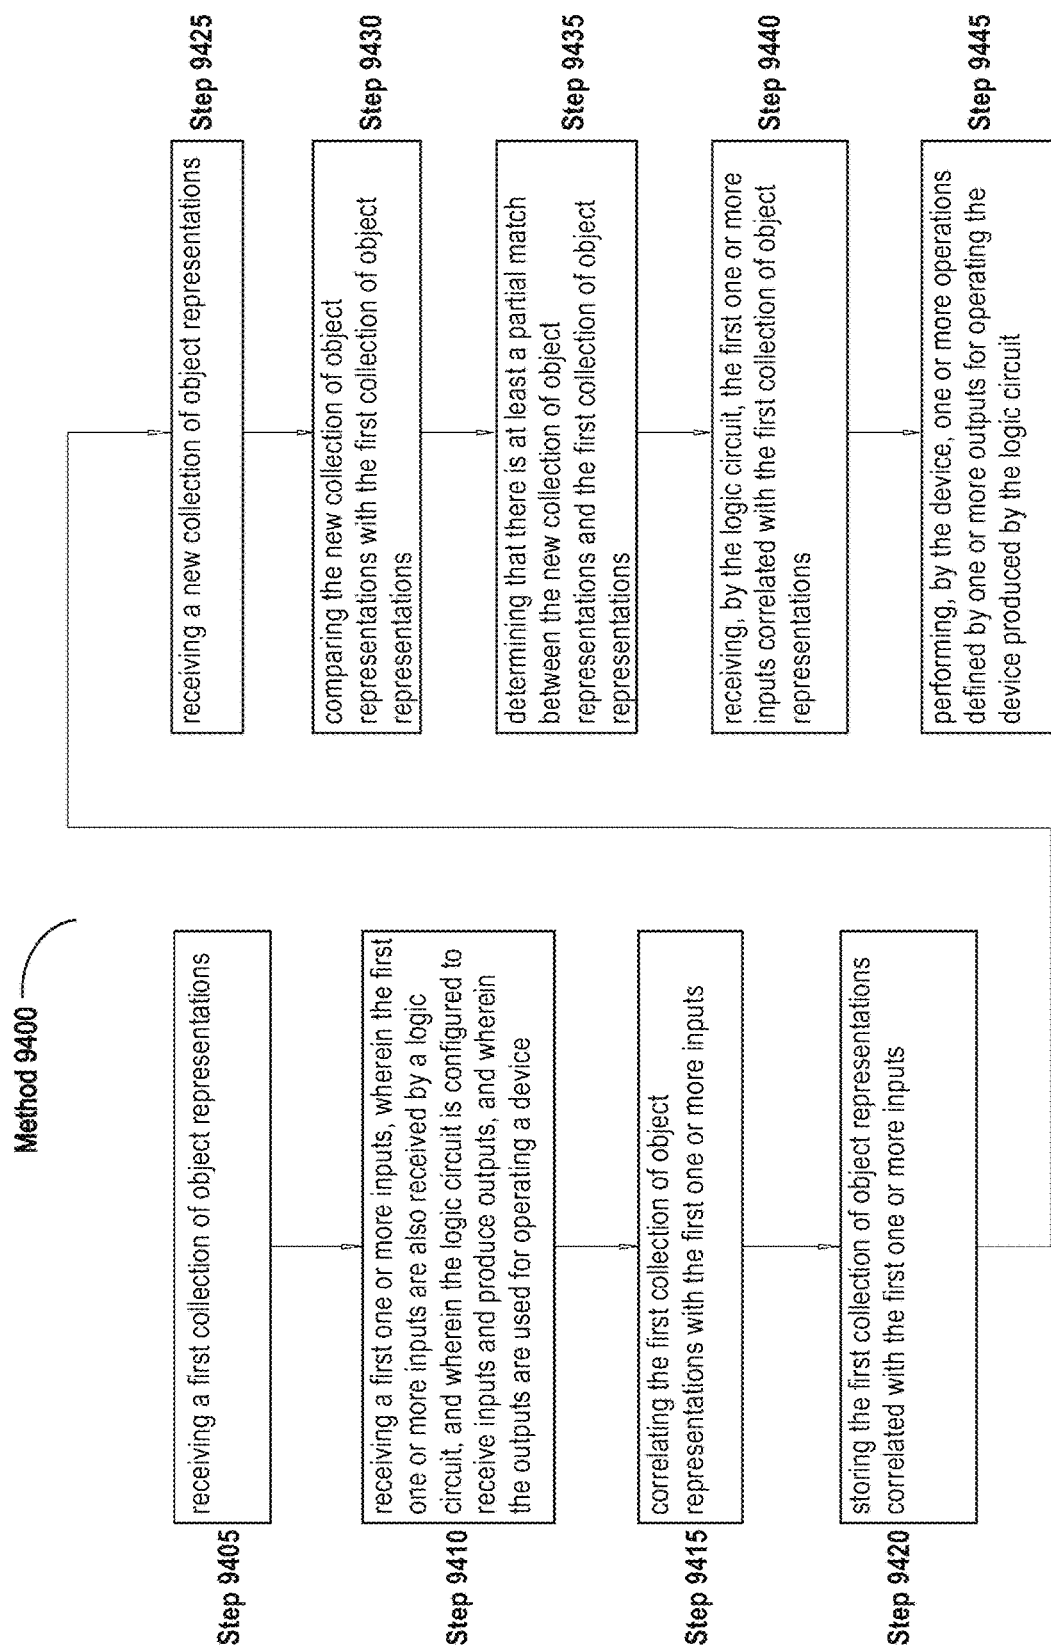 Method 9400
Step 9405
receiving a first collection of object representations
Step 9410
receiving a first one or more inputs, wherein the first
one or more inputs are also received by a logic
circuit, and wherein the logic circuit is configured to
receive inputs and produce outputs, and wherein
the outputs are used for operating a device
Step 9415
correlating the first collection of object
representations with the first one or more inputs
Step 9420
storing the first collection of object representations
correlated with the first one or more inputs
receiving a new collection of object representations
Step 9425
comparing the new collection of object
representations with the first collection of object
representations
Step 9430
determining that there is at least a partial match
between the new collection of object
representations and the first collection of object
representations
Step 9435
receiving, by the logic circuit, the first one or more
inputs correlated with the first collection of object
representations
Step 9440
performing, by the device, one or more operations
defined by one or more outputs for operating the
device produced by the logic circuit
Step 9445